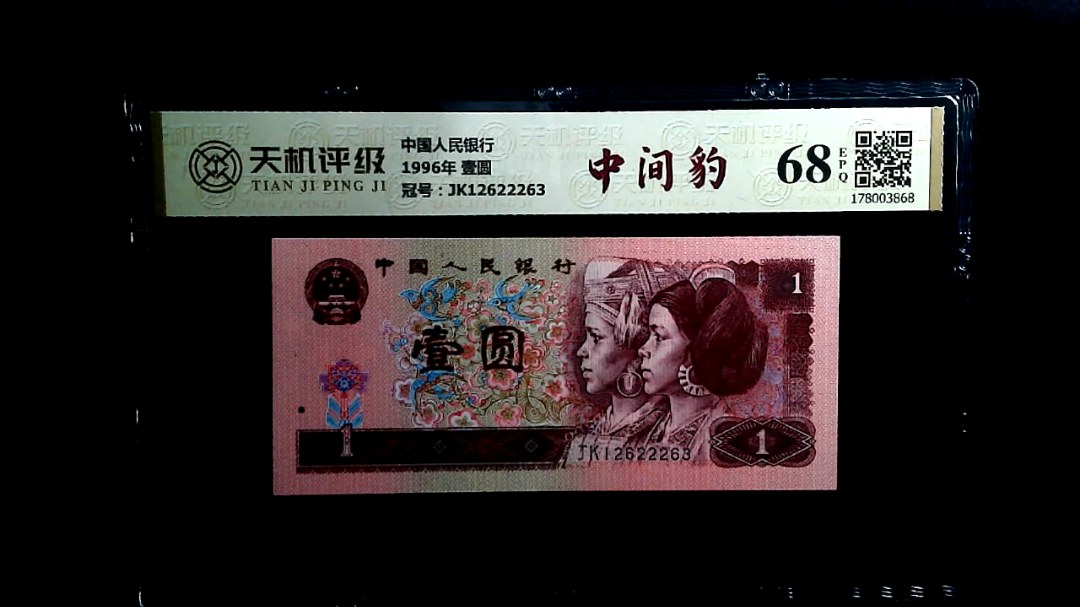 天机评级
TIAN JI PING JI
中国人民银行
1996年 壹圆
冠号：JK12622263
中间豹
68
EPQ
178003868
中国人民银行
壹圆
1
1
JK12622263
1